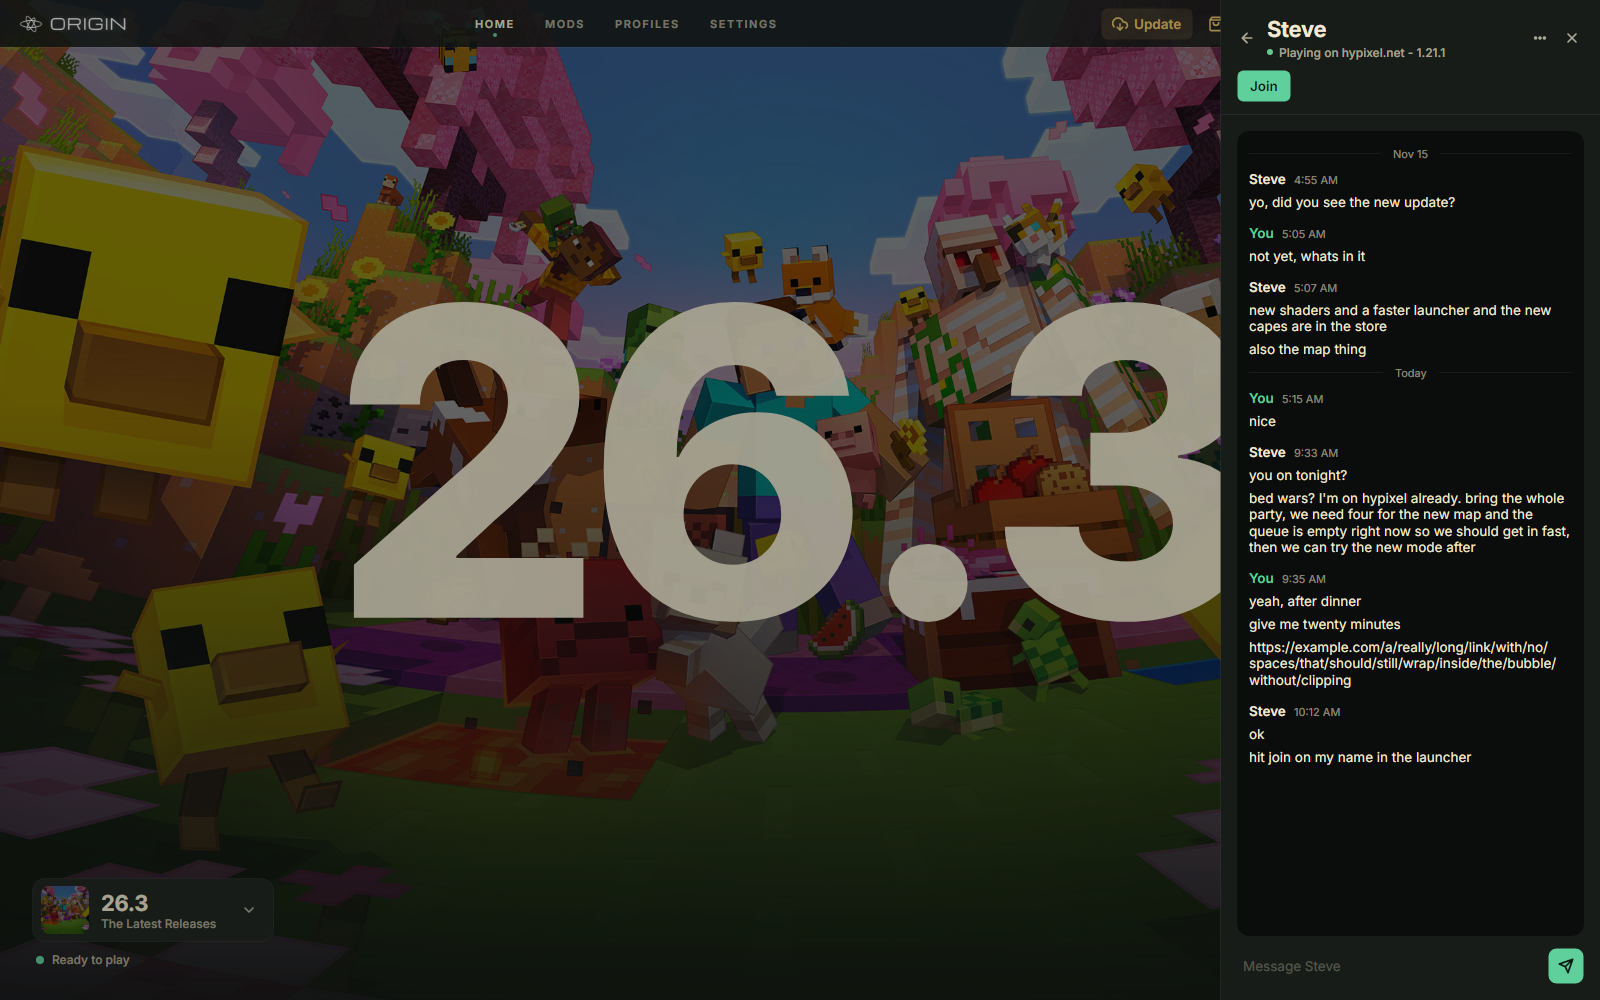 ORIGIN
HOME
MODS
PROFILES
SETTINGS
Update
Steve
Playing on hypixel.net - 1.21.1
Join
Nov 15
Steve 4:55 AM
yo, did you see the new update?
You 5:05 AM
not yet, whats in it
Steve 5:07 AM
new shaders and a faster launcher and the new
capes are in the store
also the map thing
Today
You 5:15 AM
nice
Steve 9:33 AM
you on tonight?
bed wars? I'm on hypixel already. bring the whole
party, we need four for the new map and the
queue is empty right now so we should get in fast,
then we can try the new mode after
You 9:35 AM
yeah, after dinner
give me twenty minutes
https://example.com/a/really/long/link/with/no/
spaces/that/should/still/wrap/inside/the/bubble/
without/clipping
Steve 10:12 AM
ok
hit join on my name in the launcher
Message Steve
26.3
26.3
The Latest Releases
Ready to play